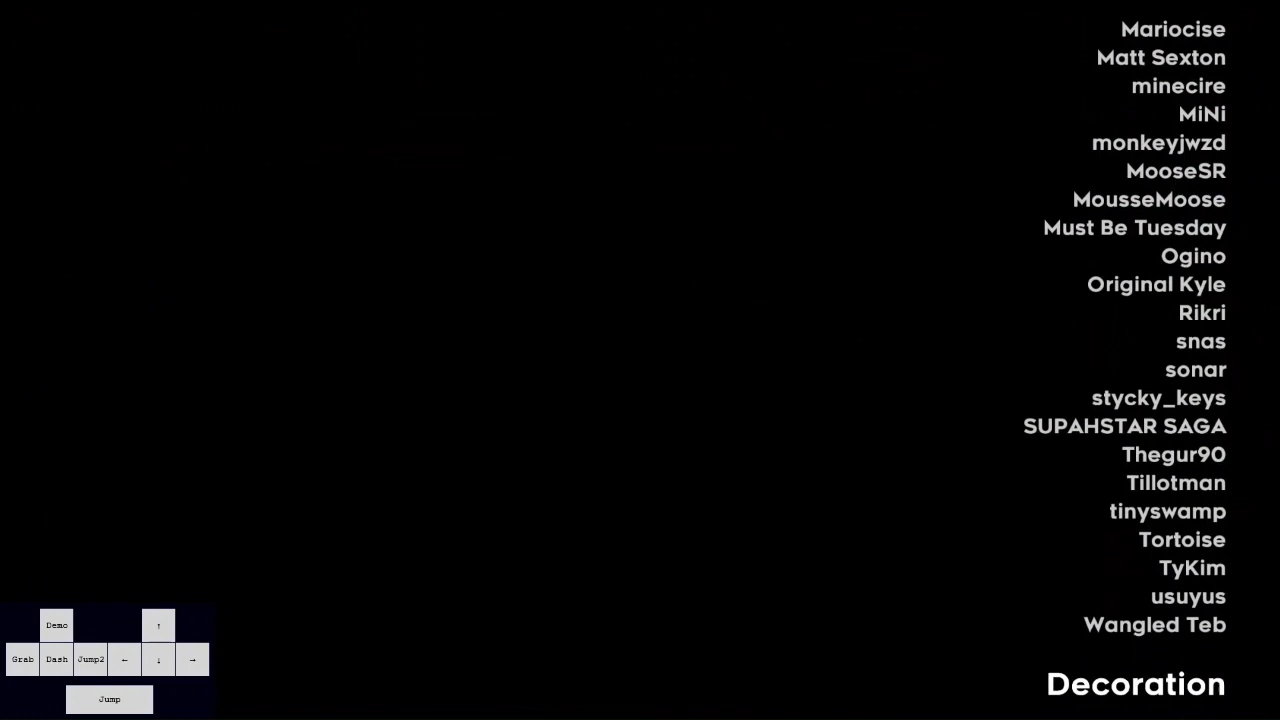 Mariocise
Matt Sexton
minecire
MiNi
monkeyjwzd
MooseSR
MousseMoose
Must Be Tuesday
Ogino
Original Kyle
Rikri
snas
sonar
stycky_keys
SUPAHSTAR SAGA
Thegur90
Tillotman
tinyswamp
Tortoise
TyKim
usuyus
Wangled Teb
Decoration
Demo ↑
Grab Dash Jump2 ← ↓ →
Jump